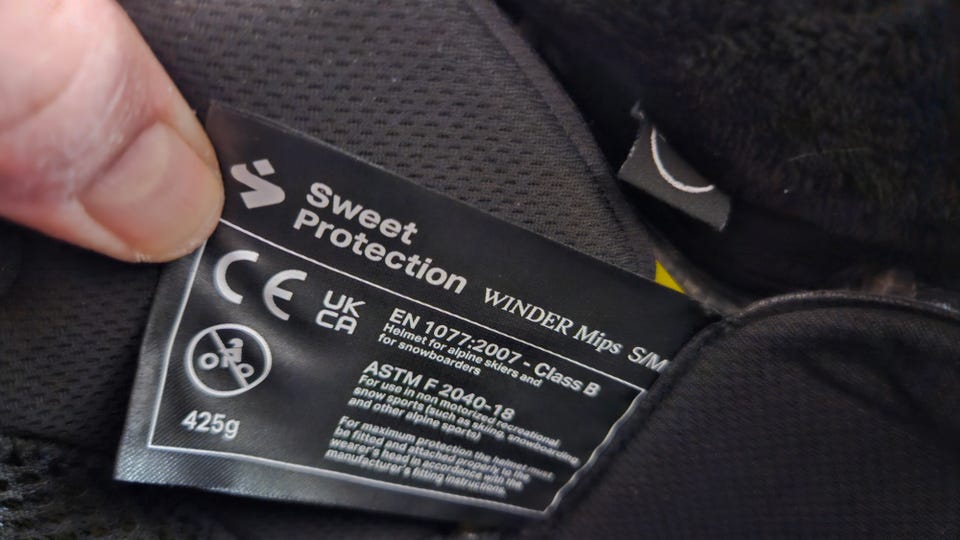 Sweet
Protection
WINDER Mips S/M
CE
UK
CA
EN 1077:2007 - Class B
Helmet for alpine skiers and
for snowboarders
ASTM F 2040-18
For use in non motorized recreational
snow sports (such as skiing, snowboarding
and other alpine sports)
425g
For maximum protection the helmet must
be fitted and attached properly to the
wearer's head in accordance with the
manufacturer's fitting instructions.